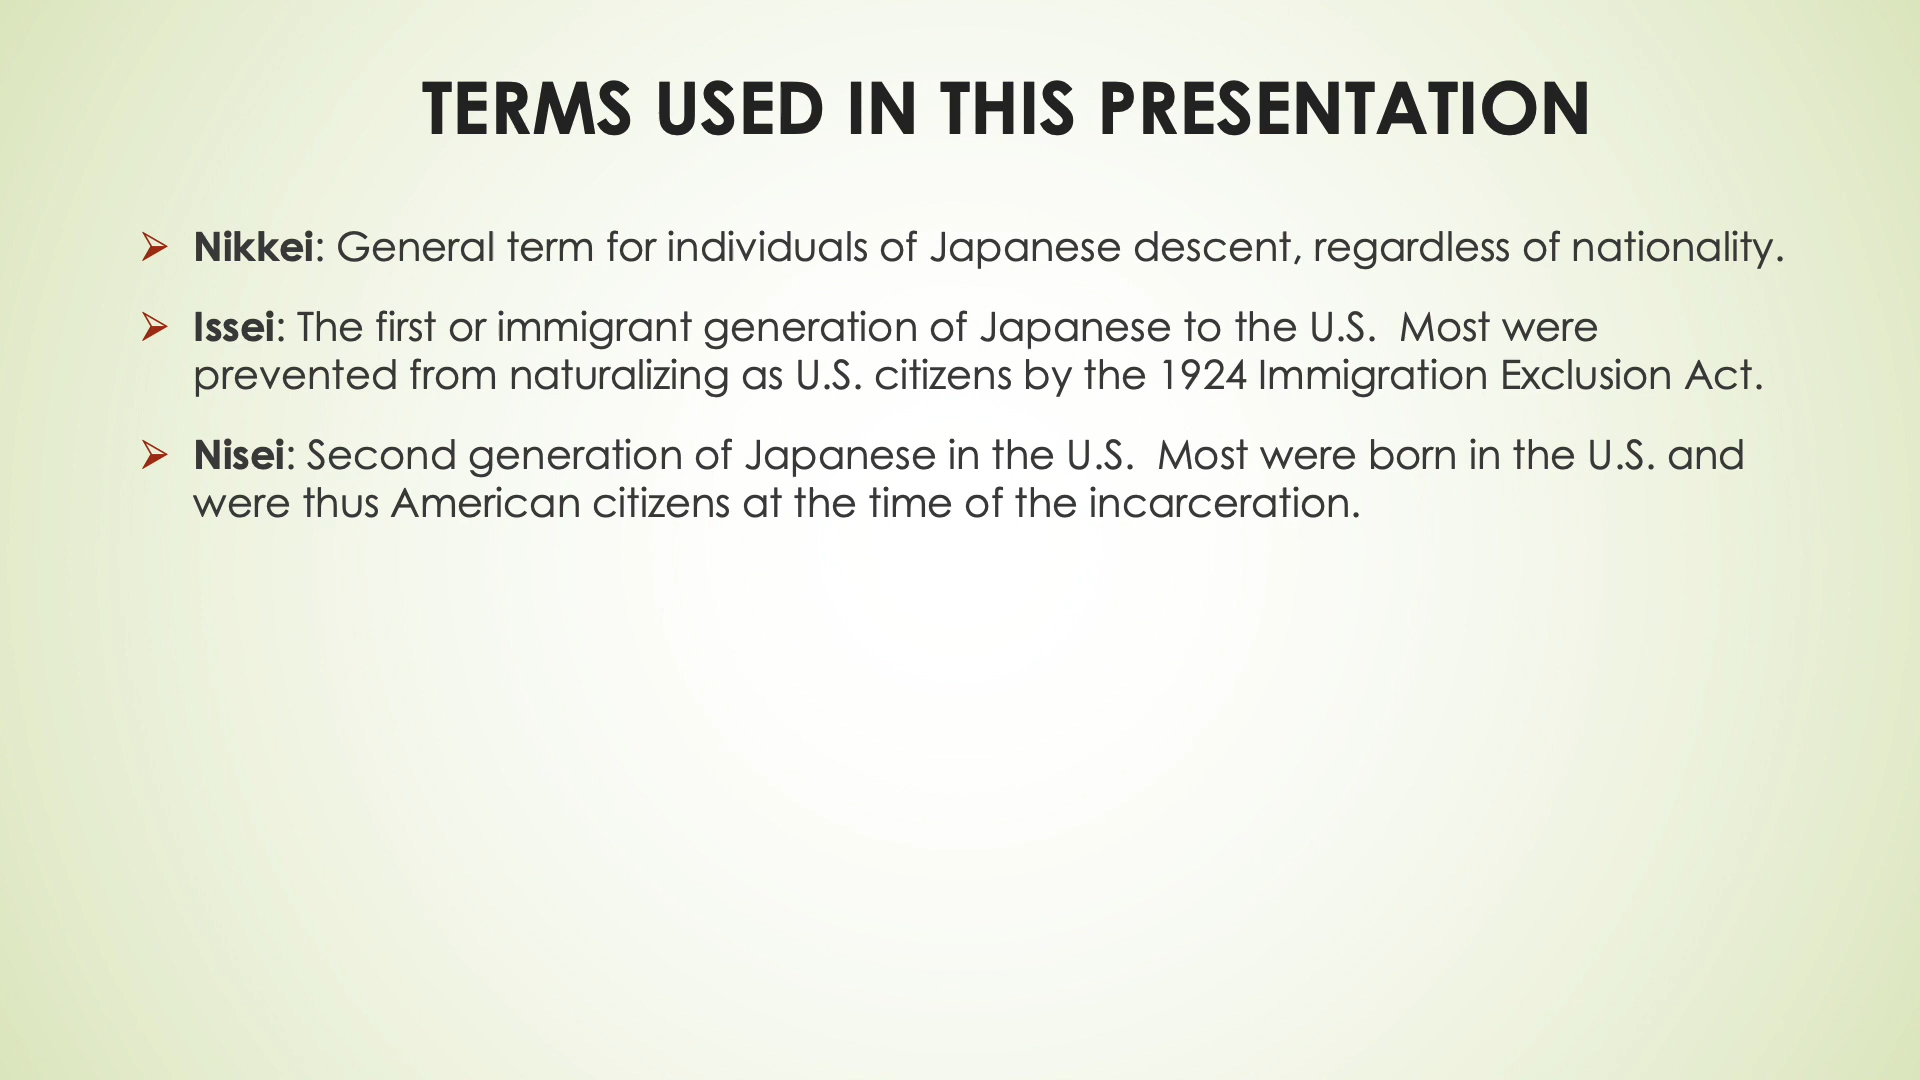 TERMS USED IN THIS PRESENTATION
Nikkei: General term for individuals of Japanese descent, regardless of nationality.
Issei: The first or immigrant generation of Japanese to the U.S.  Most were
prevented from naturalizing as U.S. citizens by the 1924 Immigration Exclusion Act.
Nisei: Second generation of Japanese in the U.S.  Most were born in the U.S. and
were thus American citizens at the time of the incarceration.